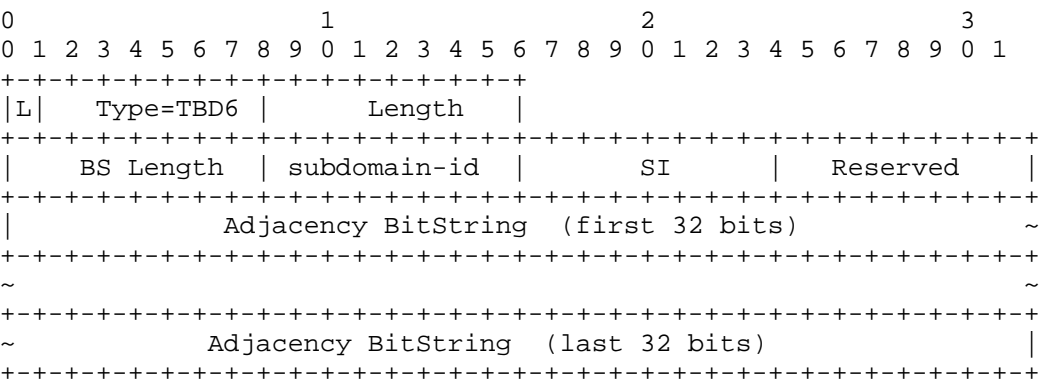 0                   1                   2                   3
0 1 2 3 4 5 6 7 8 9 0 1 2 3 4 5 6 7 8 9 0 1 2 3 4 5 6 7 8 9 0 1
+-+-+-+-+-+-+-+-+-+-+-+-+-+-+-+-+
|L|   Type=TBD6 |      Length   |
+-+-+-+-+-+-+-+-+-+-+-+-+-+-+-+-+-+-+-+-+-+-+-+-+-+-+-+-+-+-+-+-+
|    BS Length  | subdomain-id  |       SI      |   Reserved    |
+-+-+-+-+-+-+-+-+-+-+-+-+-+-+-+-+-+-+-+-+-+-+-+-+-+-+-+-+-+-+-+-+
|             Adjacency BitString  (first 32 bits)              ~
+-+-+-+-+-+-+-+-+-+-+-+-+-+-+-+-+-+-+-+-+-+-+-+-+-+-+-+-+-+-+-+-+
~                                                               ~
+-+-+-+-+-+-+-+-+-+-+-+-+-+-+-+-+-+-+-+-+-+-+-+-+-+-+-+-+-+-+-+-+
~            Adjacency BitString  (last 32 bits)                |
+-+-+-+-+-+-+-+-+-+-+-+-+-+-+-+-+-+-+-+-+-+-+-+-+-+-+-+-+-+-+-+-+